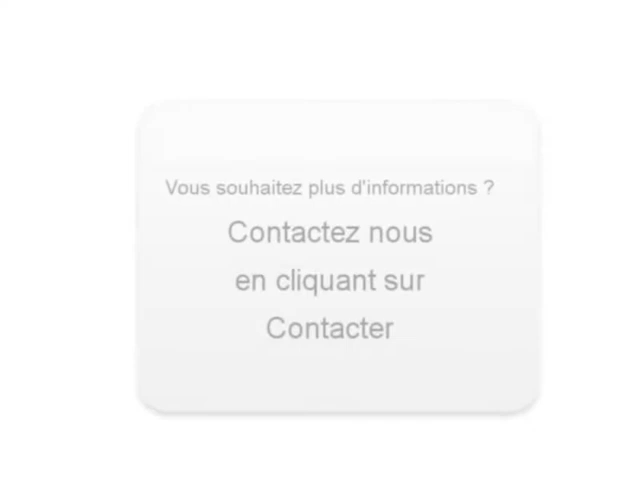 Vous souhaitez plus d'informations ?
Contactez nous
en cliquant sur
Contacter